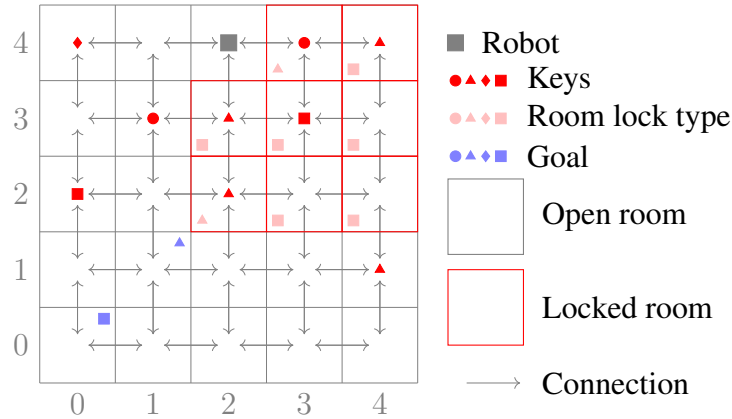 4
3
2
1
0
0 1 2 3 4
Robot
Keys
Room lock type
Goal
Open room
Locked room
Connection